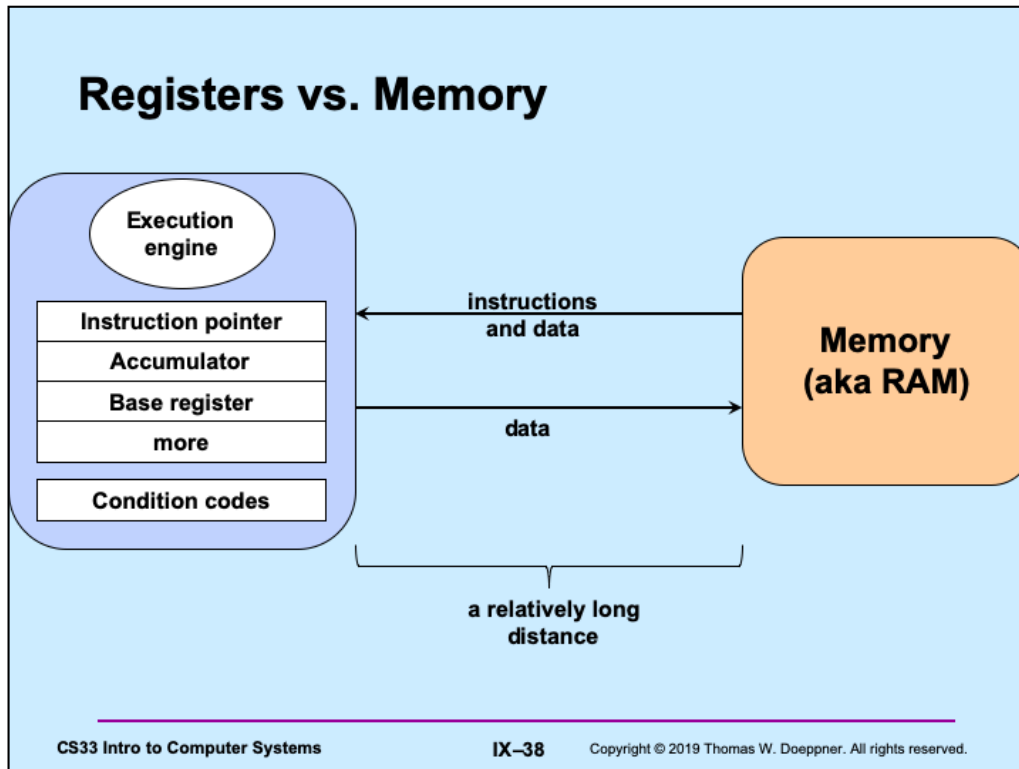 Registers vs. Memory
Execution
engine
Instruction pointer
Accumulator
Base register
more
Condition codes
instructions
and data
data
Memory
(aka RAM)
a relatively long
distance
CS33 Intro to Computer Systems
IX–38
Copyright © 2019 Thomas W. Doeppner. All rights reserved.